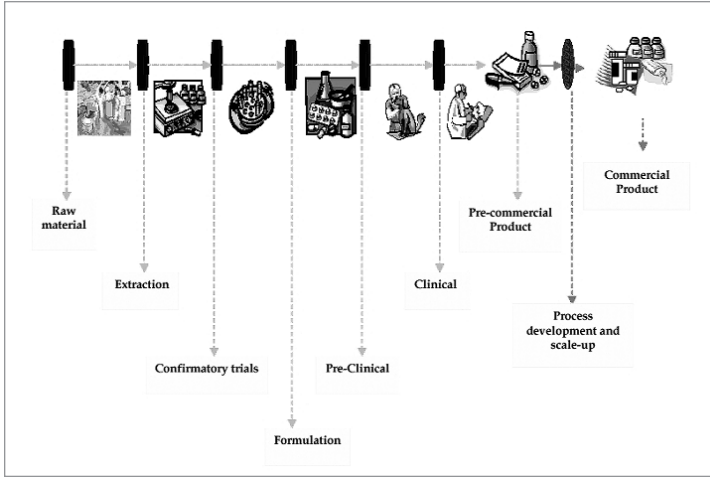 Raw
material
Extraction
Confirmatory trials
Formulation
Pre-Clinical
Clinical
Pre-commercial
Product
Process
development and
scale-up
Commercial
Product